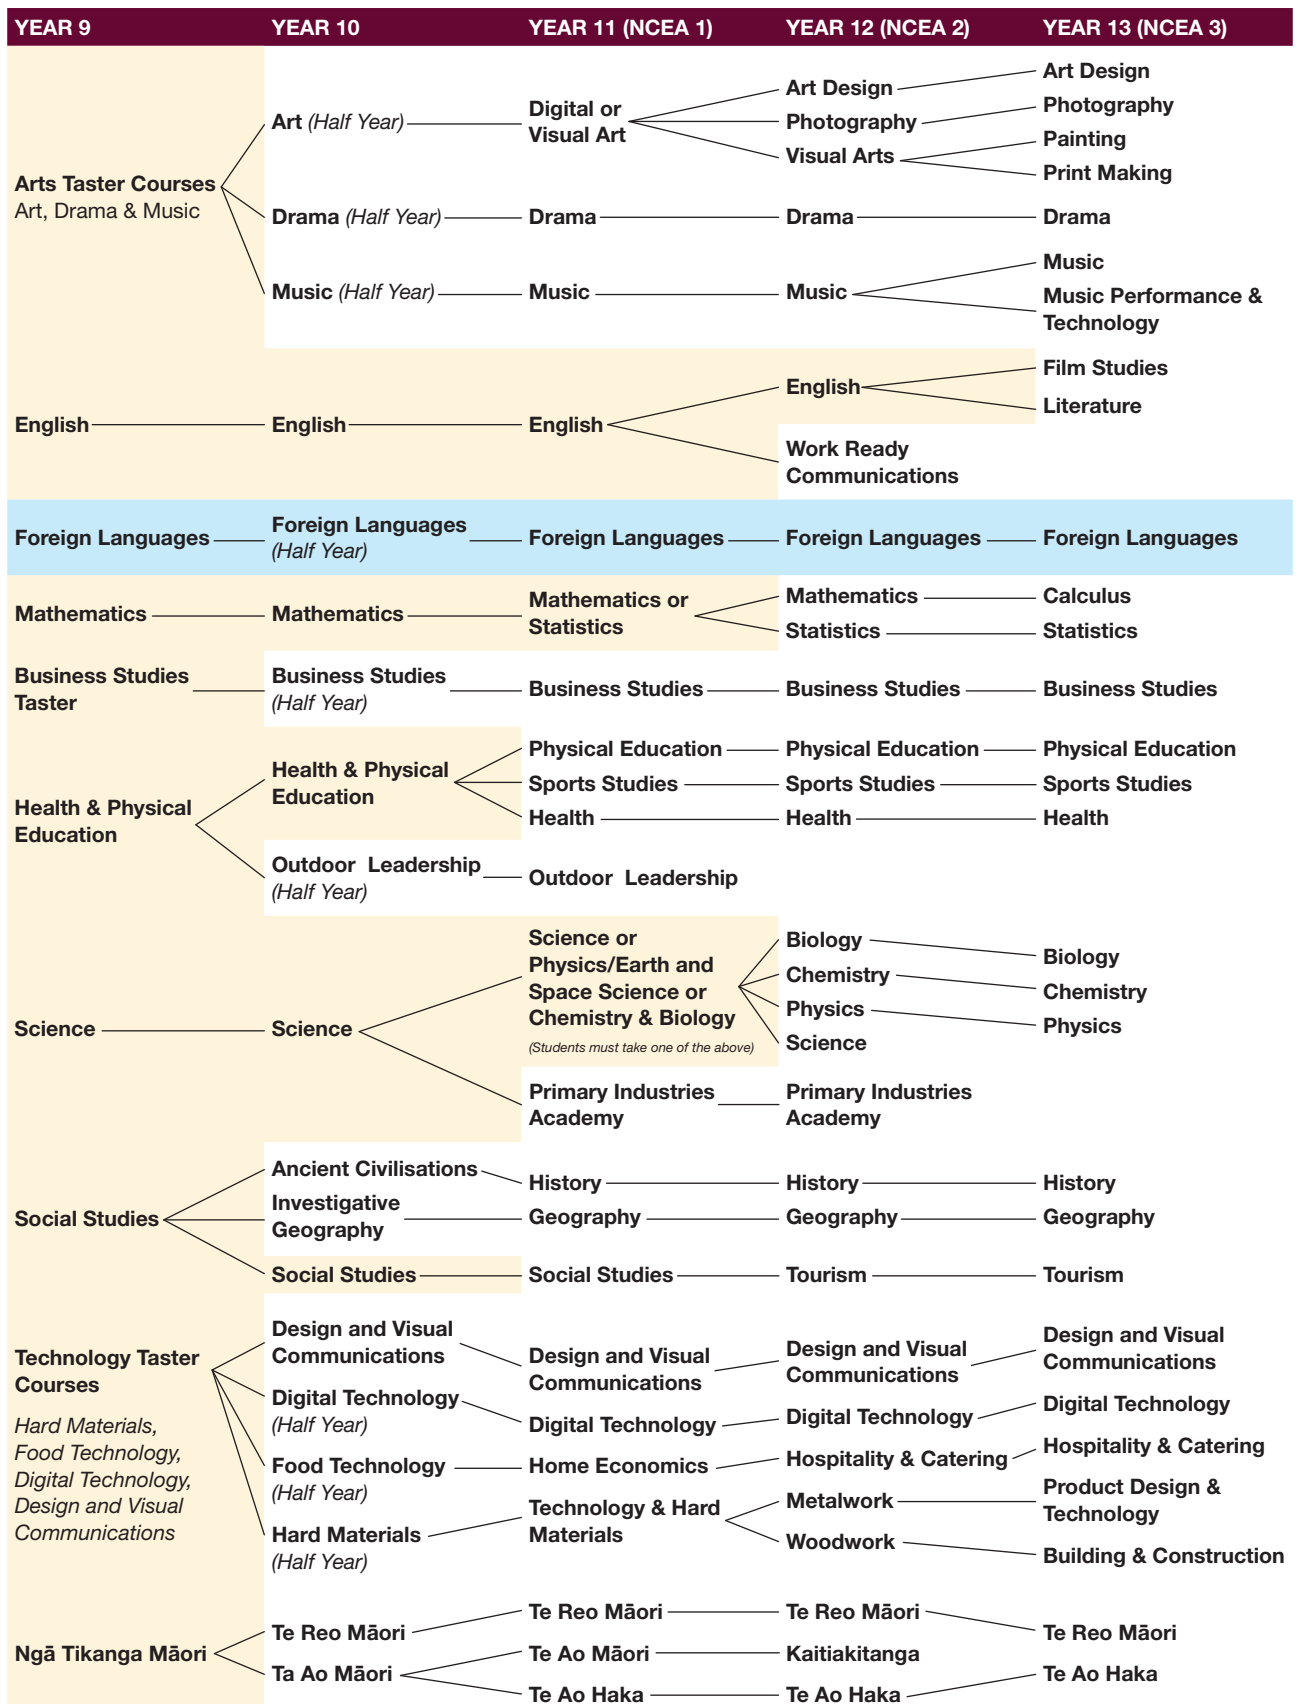 YEAR 9 YEAR 10 YEAR 11 (NCEA 1) YEAR 12 (NCEA 2) YEAR 13 (NCEA 3)
Arts Taster Courses
Art, Drama & Music
Art (Half Year)
Digital or
Visual Art
Art Design
Photography
Visual Arts
Art Design
Photography
Painting
Print Making
Drama (Half Year)
Drama
Drama
Drama
Music (Half Year)
Music
Music
Music
Music Performance &
Technology
English
English
English
English
Work Ready
Communications
Film Studies
Literature
Foreign Languages
Foreign Languages
(Half Year)
Foreign Languages
Foreign Languages
Foreign Languages
Mathematics
Mathematics
Mathematics or
Statistics
Mathematics
Statistics
Calculus
Statistics
Business Studies
Taster
Business Studies
(Half Year)
Business Studies
Business Studies
Business Studies
Health & Physical
Education
Health & Physical
Education
Physical Education
Physical Education
Physical Education
Sports Studies
Sports Studies
Sports Studies
Health
Health
Health
Outdoor Leadership
(Half Year)
Outdoor Leadership
Science
Science
Science or
Physics/Earth and
Space Science or
Chemistry & Biology
(Students must take one of the above)
Biology
Chemistry
Physics
Science
Biology
Chemistry
Physics
Primary Industries
Academy
Primary Industries
Academy
Social Studies
Ancient Civilisations
History
History
History
Investigative
Geography
Geography
Geography
Geography
Social Studies
Social Studies
Tourism
Tourism
Technology Taster
Courses
Hard Materials,
Food Technology,
Digital Technology,
Design and Visual
Communications
Design and Visual
Communications
Design and Visual
Communications
Design and Visual
Communications
Design and Visual
Communications
Digital Technology
(Half Year)
Digital Technology
Digital Technology
Digital Technology
Food Technology
(Half Year)
Home Economics
Hospitality & Catering
Hospitality & Catering
Hard Materials
(Half Year)
Technology & Hard
Materials
Metalwork
Woodwork
Product Design &
Technology
Building & Construction
Ngā Tikanga Māori
Te Reo Māori
Te Reo Māori
Te Reo Māori
Te Reo Māori
Ta Ao Māori
Te Ao Māori
Kaitiakitanga
Te Ao Haka
Te Ao Haka
Te Ao Haka